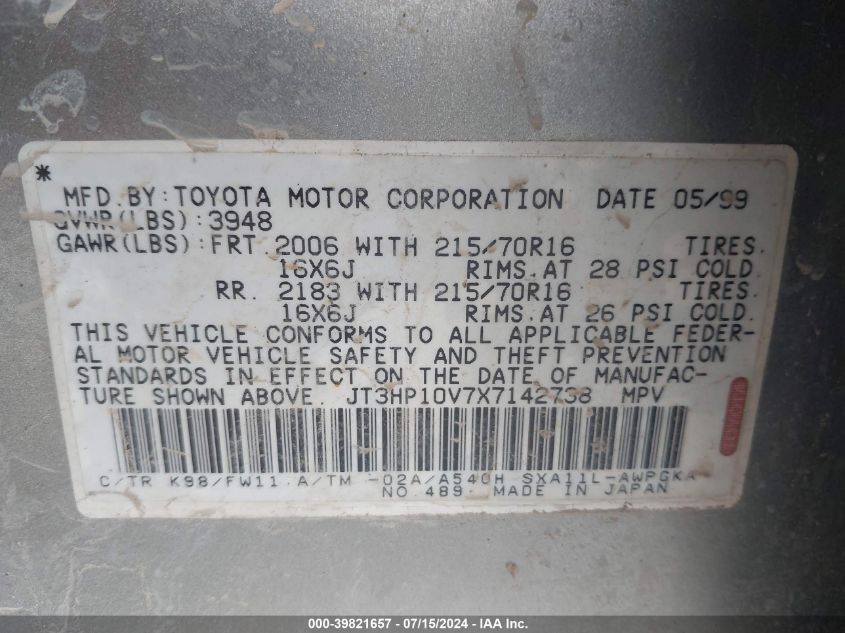 *
MFD. BY: TOYOTA MOTOR CORPORATION DATE 05/99
GVWR(LBS): 3948
GAWR(LBS): FRT 2006 WITH 215/70R16 TIRES.
16X6J RIMS. AT 28 PSI COLD.
RR. 2183 WITH 215/70R16 TIRES.
16X6J RIMS. AT 26 PSI COLD.
THIS VEHICLE CONFORMS TO ALL APPLICABLE FEDER-
AL MOTOR VEHICLE SAFETY AND THEFT PREVENTION
STANDARDS IN EFFECT ON THE DATE OF MANUFAC-
TURE SHOWN ABOVE. JT3HP10V7X7142738 MPV
C/TR K98/FW11 A/TM -02A/A540H SXA11L-AWPGKA
NO.489 MADE IN JAPAN
000-39821657 - 07/15/2024 - IAA Inc.